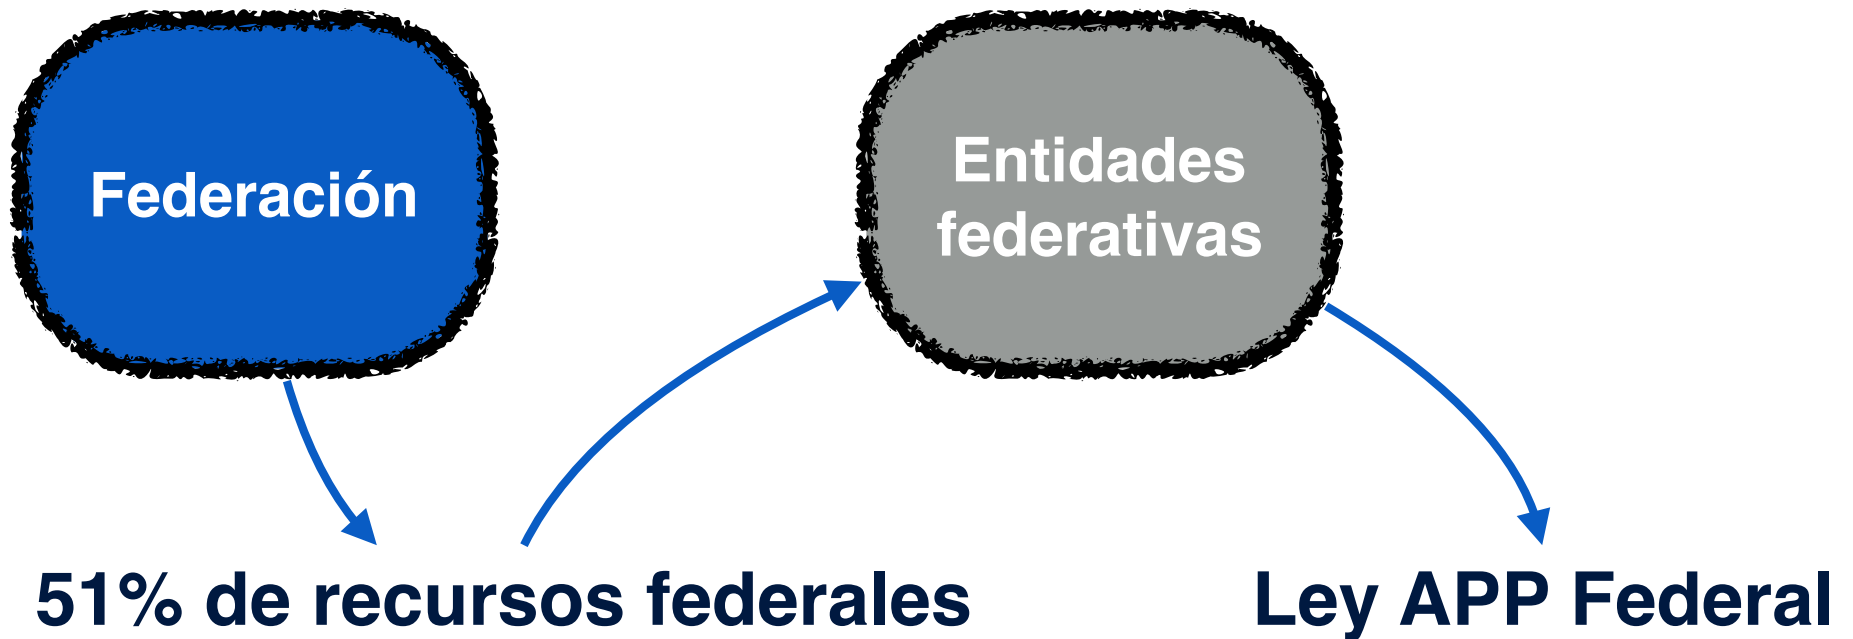 Federación
Entidades
federativas
51% de recursos federales
Ley APP Federal